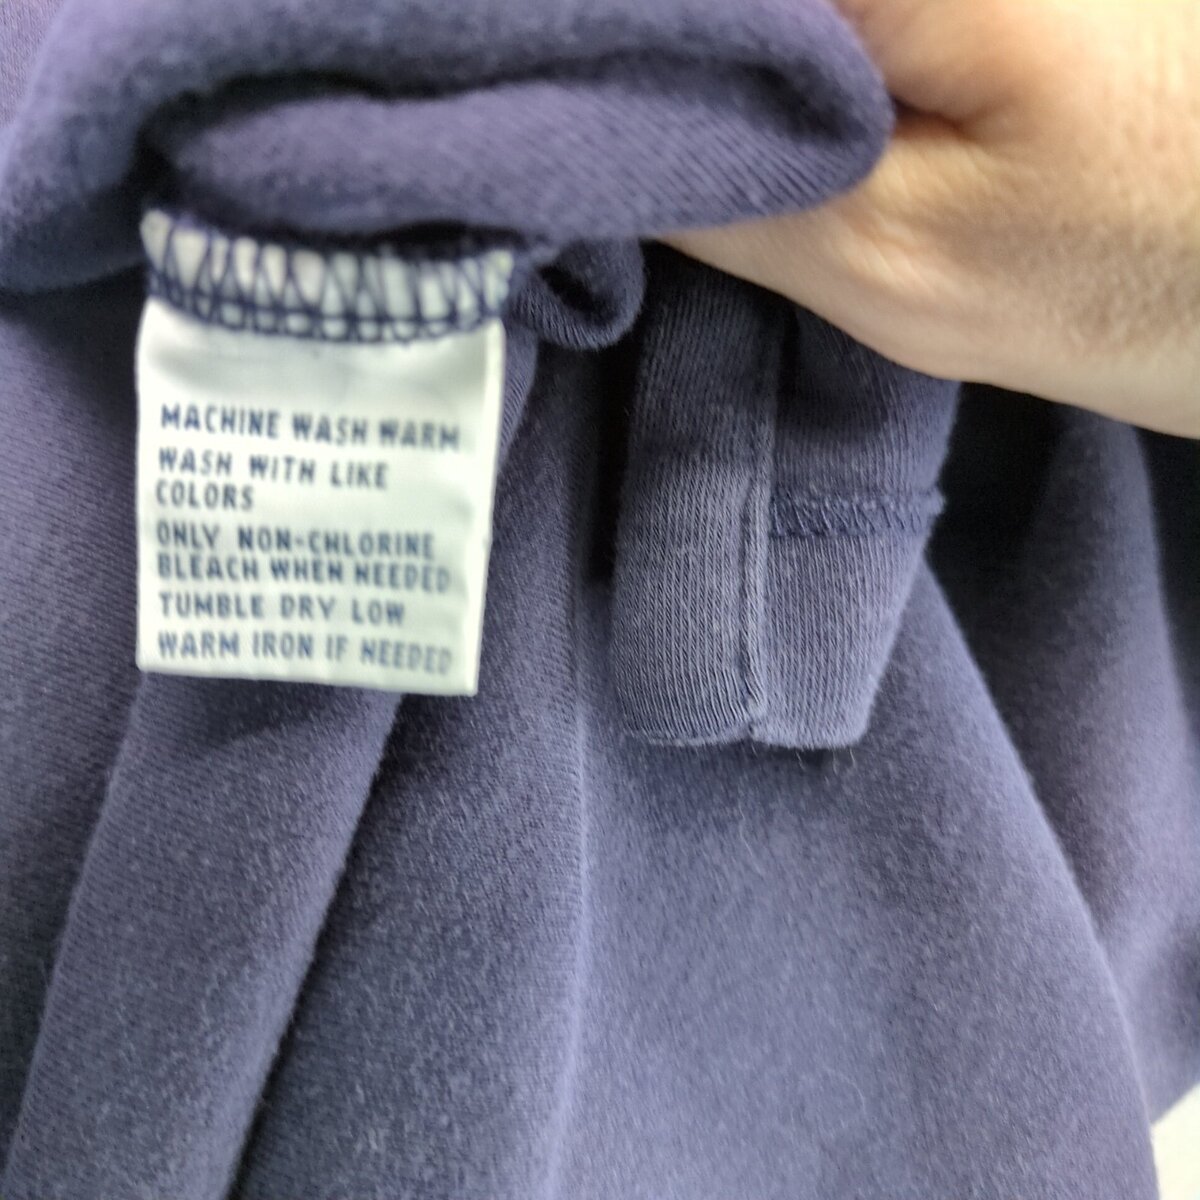 MACHINE WASH WARM
WASH WITH LIKE
COLORS
ONLY NON-CHLORINE
BLEACH WHEN NEEDED
TUMBLE DRY LOW
WARM IRON IF NEEDED